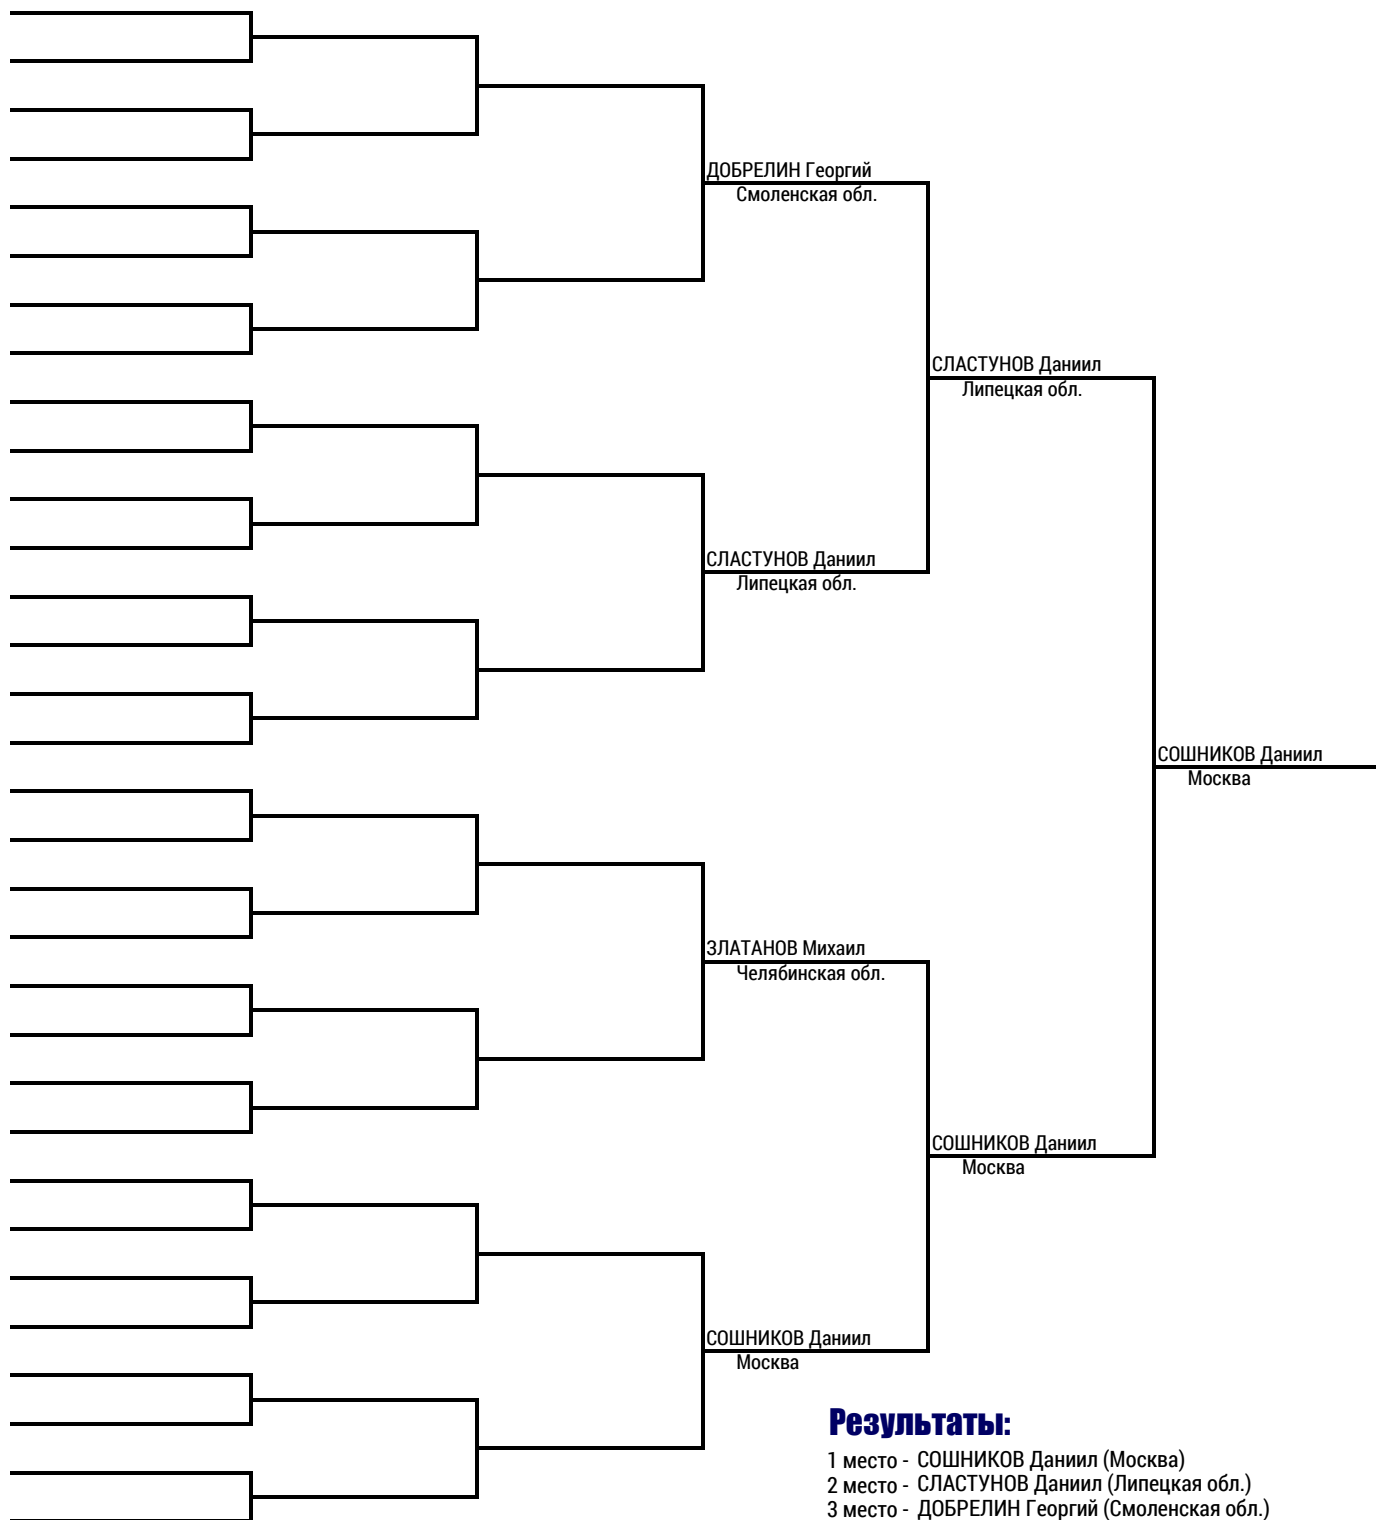 ДОБРЕЛИН Георгий
Смоленская обл.
СЛАСТУНОВ Даниил
Липецкая обл.
СЛАСТУНОВ Даниил
Липецкая обл.
СОШНИКОВ Даниил
Москва
ЗЛАТАНОВ Михаил
Челябинская обл.
СОШНИКОВ Даниил
Москва
СОШНИКОВ Даниил
Москва
Результаты:
1 место - СОШНИКОВ Даниил (Москва)
2 место - СЛАСТУНОВ Даниил (Липецкая обл.)
3 место - ДОБРЕЛИН Георгий (Смоленская обл.)